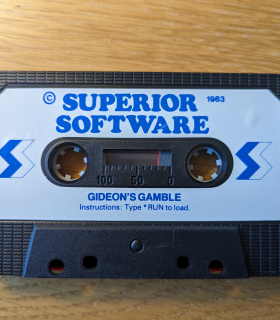 © SUPERIOR 1983
SOFTWARE
100 50 0
GIDEON'S GAMBLE
Instructions: Type *RUN to load.